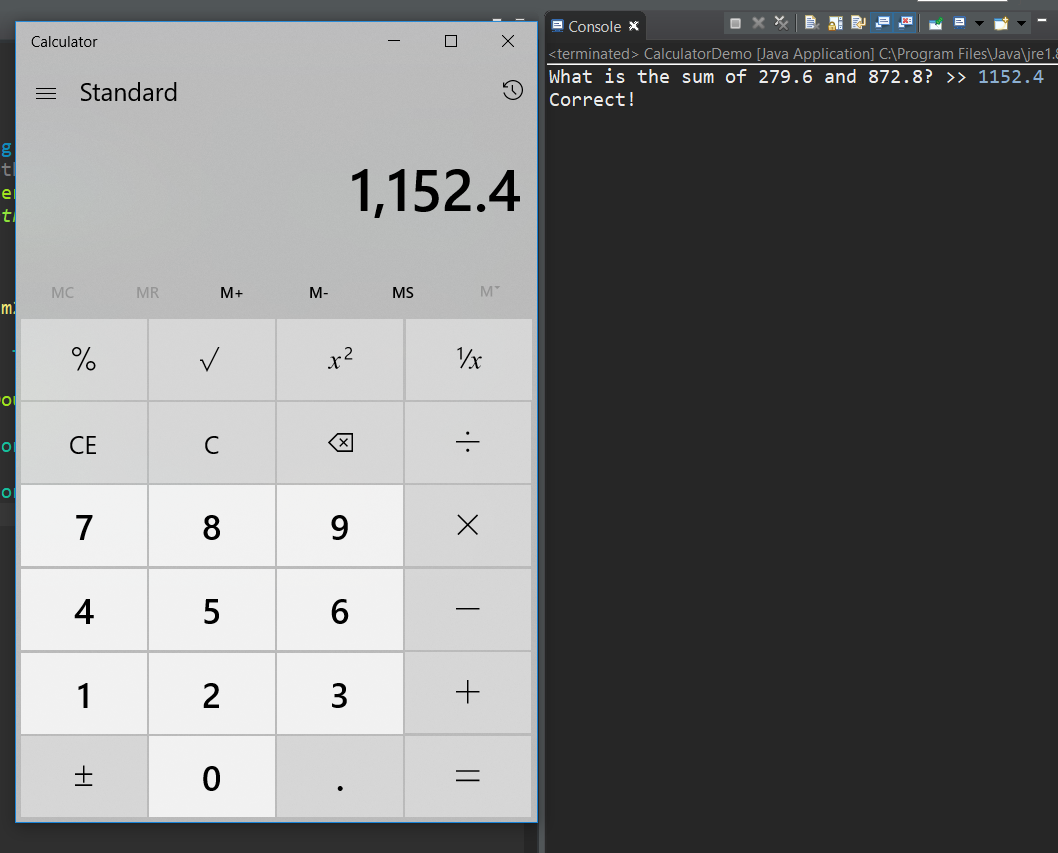 Calculator
Standard
1,152.4
MC MR M+ M- MS M˅
% √ x² ¹/x
CE C ÷
7 8 9 ×
4 5 6 −
1 2 3 +
± 0 . =
Console
<terminated> CalculatorDemo [Java Application] C:\Program Files\Java\jre1.8
What is the sum of 279.6 and 872.8? >> 1152.4
Correct!